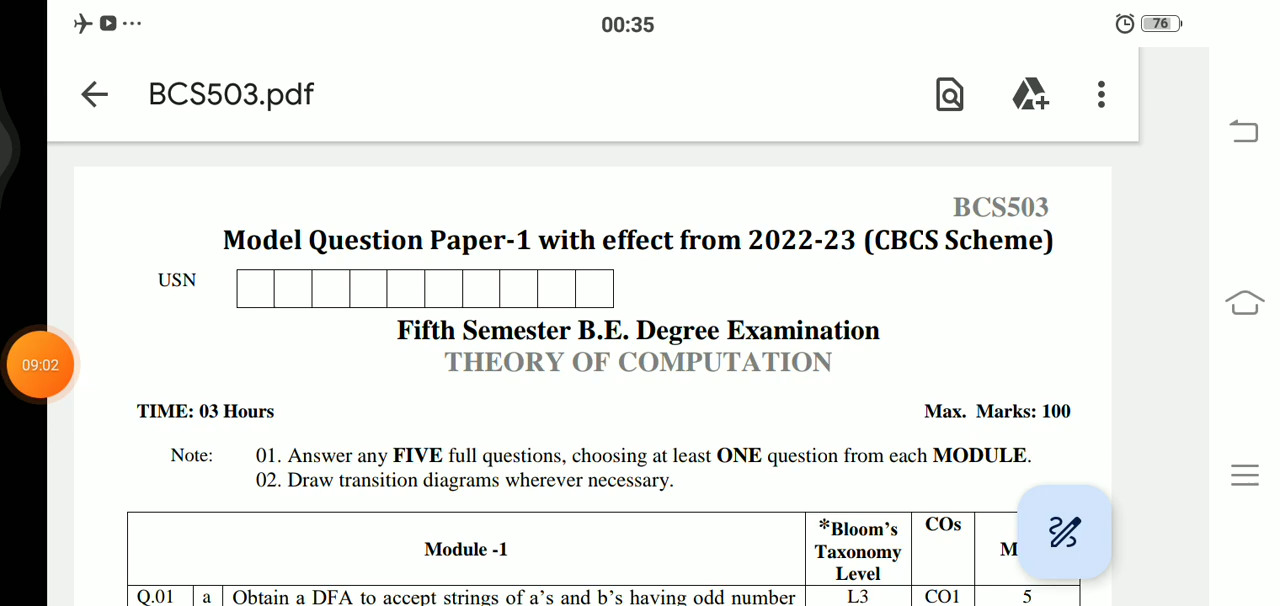 00:35
76
BCS503.pdf
BCS503
Model Question Paper-1 with effect from 2022-23 (CBCS Scheme)
USN
Fifth Semester B.E. Degree Examination
THEORY OF COMPUTATION
09:02
TIME: 03 Hours Max. Marks: 100
Note: 01. Answer any FIVE full questions, choosing at least ONE question from each MODULE.
02. Draw transition diagrams wherever necessary.
Module -1
*Bloom's
Taxonomy
Level
COs
M
Q.01 a Obtain a DFA to accept strings of a's and b's having odd number L3 CO1 5